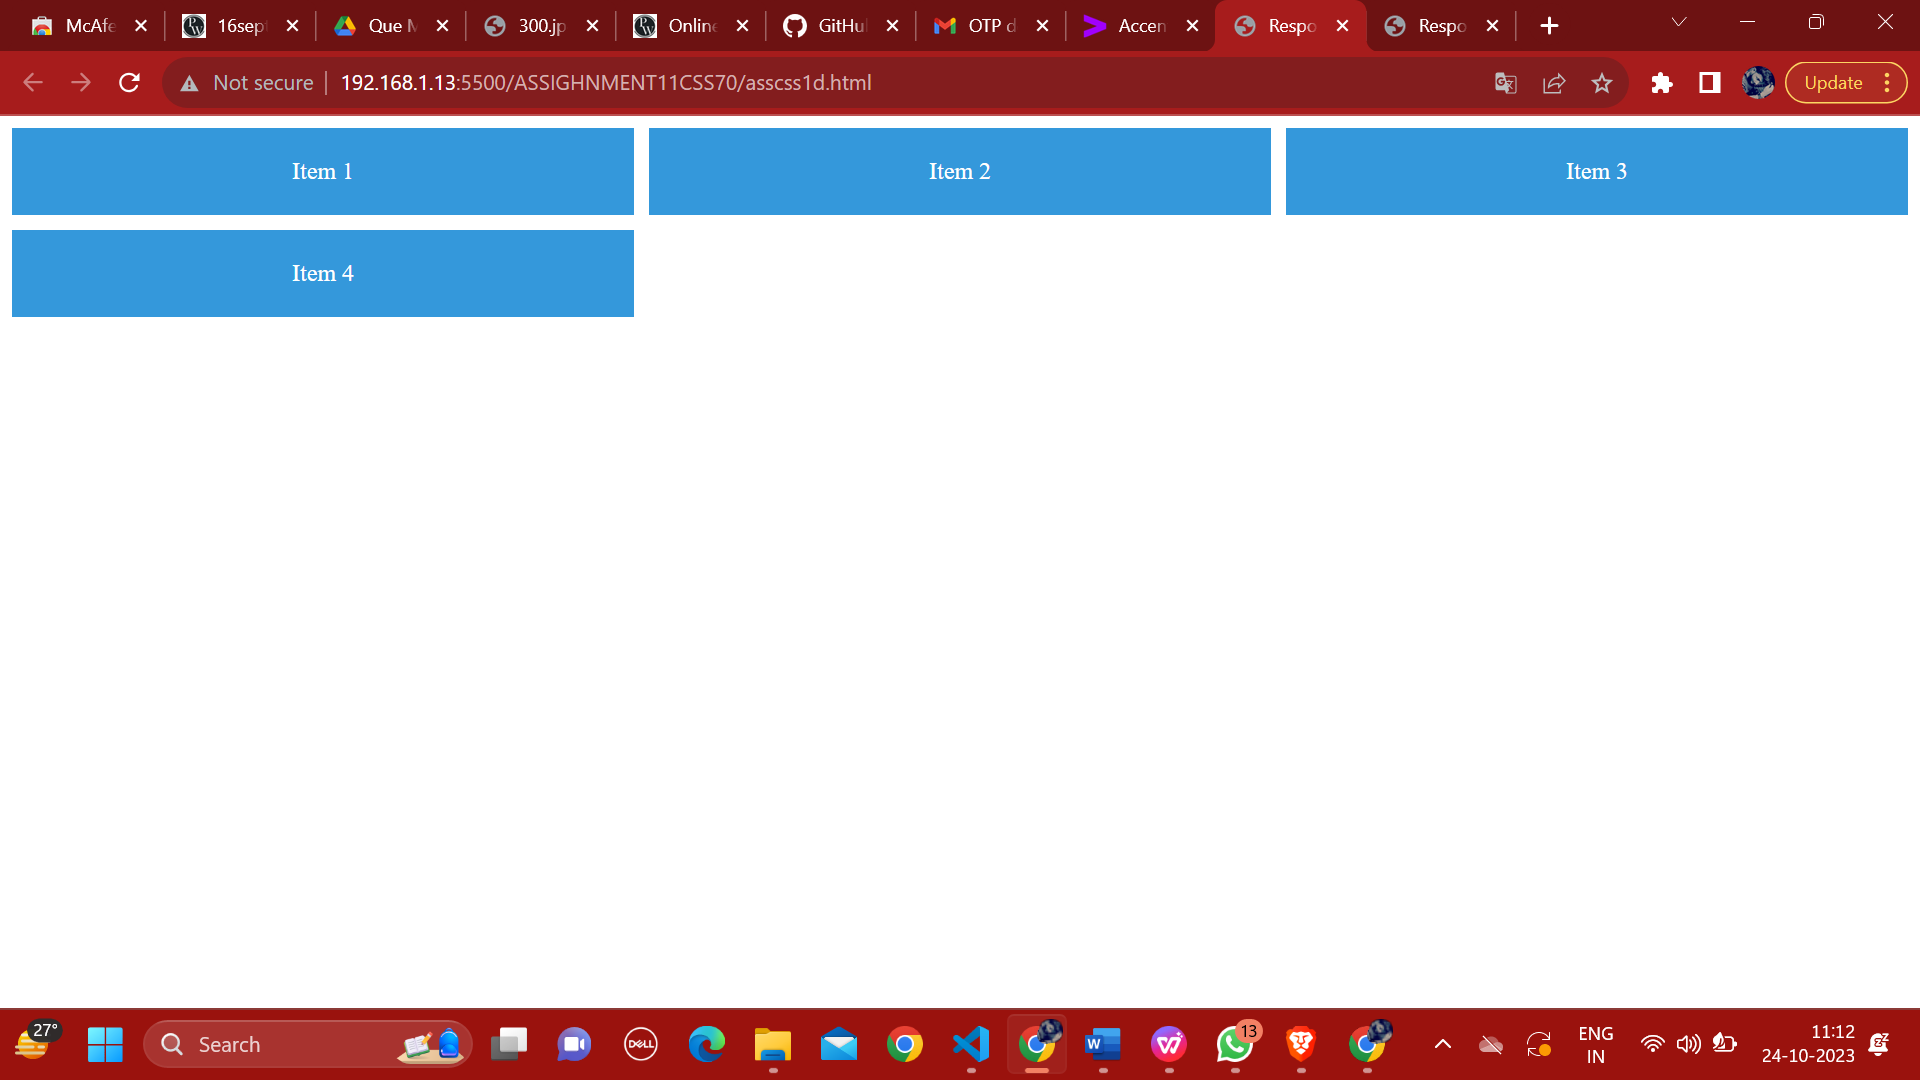 McAfe 16sept Que M 300.jp Online GitHu OTP d Accen Respo Respo
Not secure 192.168.1.13:5500/ASSIGHNMENT11CSS70/asscss1d.html Update
Item 1 Item 2 Item 3
Item 4
27° Search DELL W 13 ENG IN 11:12 24-10-2023